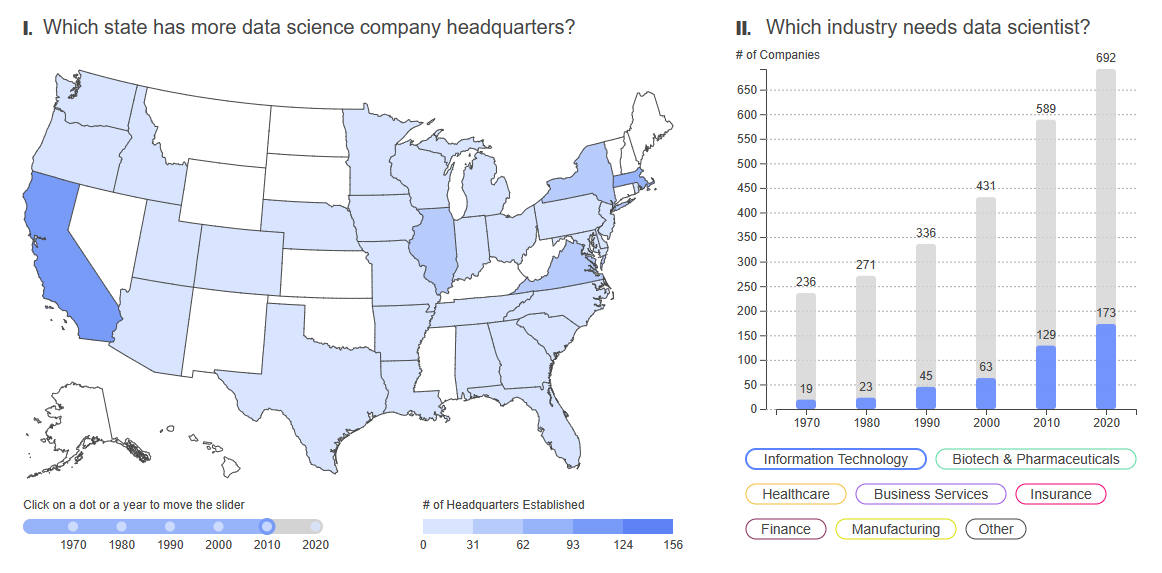 I. Which state has more data science company headquarters?
Click on a dot or a year to move the slider
1970 1980 1990 2000 2010 2020
# of Headquarters Established
0 31 62 93 124 156
II. Which industry needs data scientist?
# of Companies
692
650
600
589
550
500
450
431
400
350
336
300
271
250
236
200
173
150
129
100
63
50
45
23
19
0
1970 1980 1990 2000 2010 2020
Information Technology Biotech & Pharmaceuticals
Healthcare Business Services Insurance
Finance Manufacturing Other